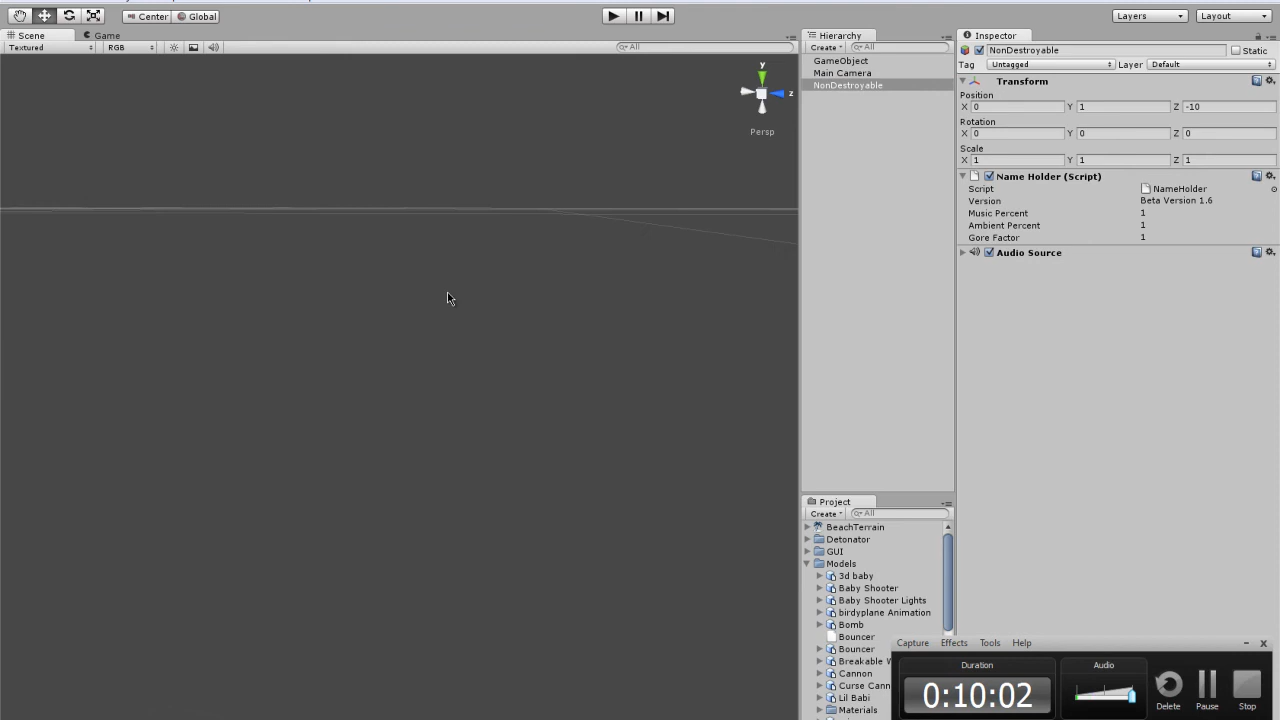 Center Global
Layers Layout
Scene Game
Textured RGB All
y
z
Persp
Hierarchy
Create All
GameObject
Main Camera
NonDestroyable
Inspector
NonDestroyable Static
Tag Untagged Layer Default
Transform
Position
X 0 Y 1 Z -10
Rotation
X 0 Y 0 Z 0
Scale
X 1 Y 1 Z 1
Name Holder (Script)
Script NameHolder
Version Beta Version 1.6
Music Percent 1
Ambient Percent 1
Gore Factor 1
Audio Source
Project
Create All
BeachTerrain
Detonator
GUI
Models
3d baby
Baby Shooter
Baby Shooter Lights
birdyplane Animation
Bomb
Bouncer
Bouncer
Breakable
Cannon
Curse Cann
Lil Babi
Materials
Capture Effects Tools Help
Duration Audio
0:10:02
Delete Pause Stop